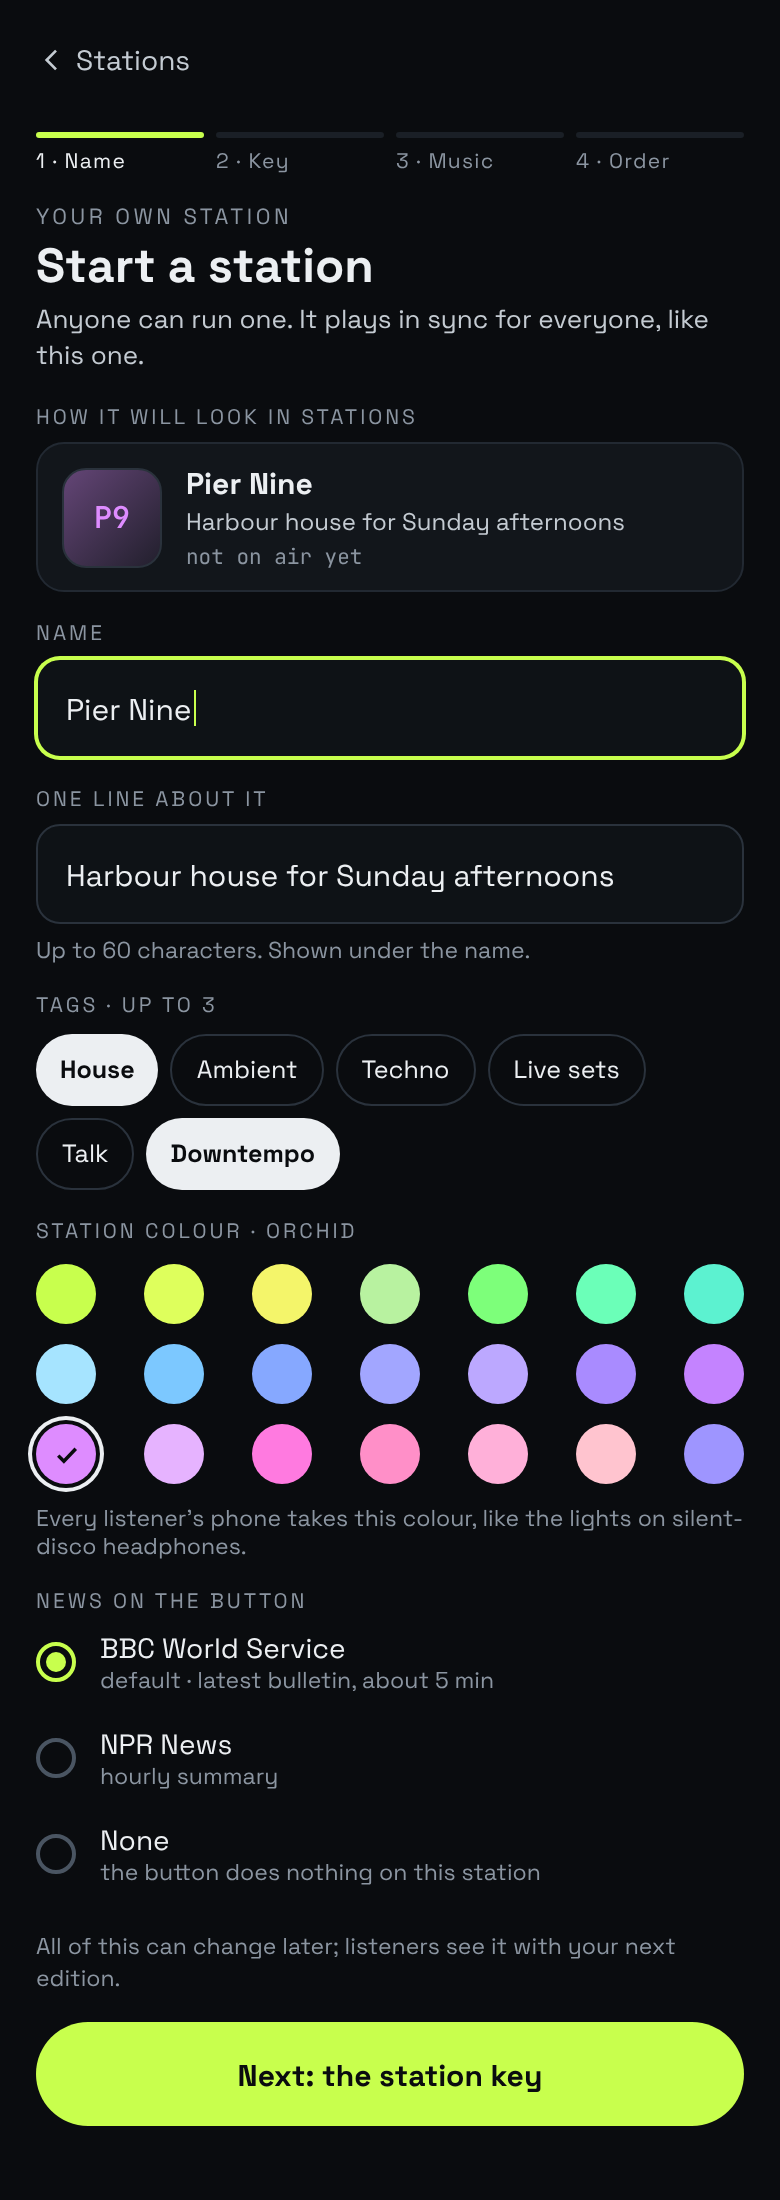 Stations
1 · Name
2 · Key
3 · Music
4 · Order
YOUR OWN STATION
Start a station
Anyone can run one. It plays in sync for everyone, like
this one.
HOW IT WILL LOOK IN STATIONS
P9
Pier Nine
Harbour house for Sunday afternoons
not on air yet
NAME
Pier Nine
ONE LINE ABOUT IT
Harbour house for Sunday afternoons
Up to 60 characters. Shown under the name.
TAGS · UP TO 3
House
Ambient
Techno
Live sets
Talk
Downtempo
STATION COLOUR · ORCHID
Every listener’s phone takes this colour, like the lights on silent-
disco headphones.
NEWS ON THE BUTTON
BBC World Service
default · latest bulletin, about 5 min
NPR News
hourly summary
None
the button does nothing on this station
All of this can change later; listeners see it with your next
edition.
Next: the station key